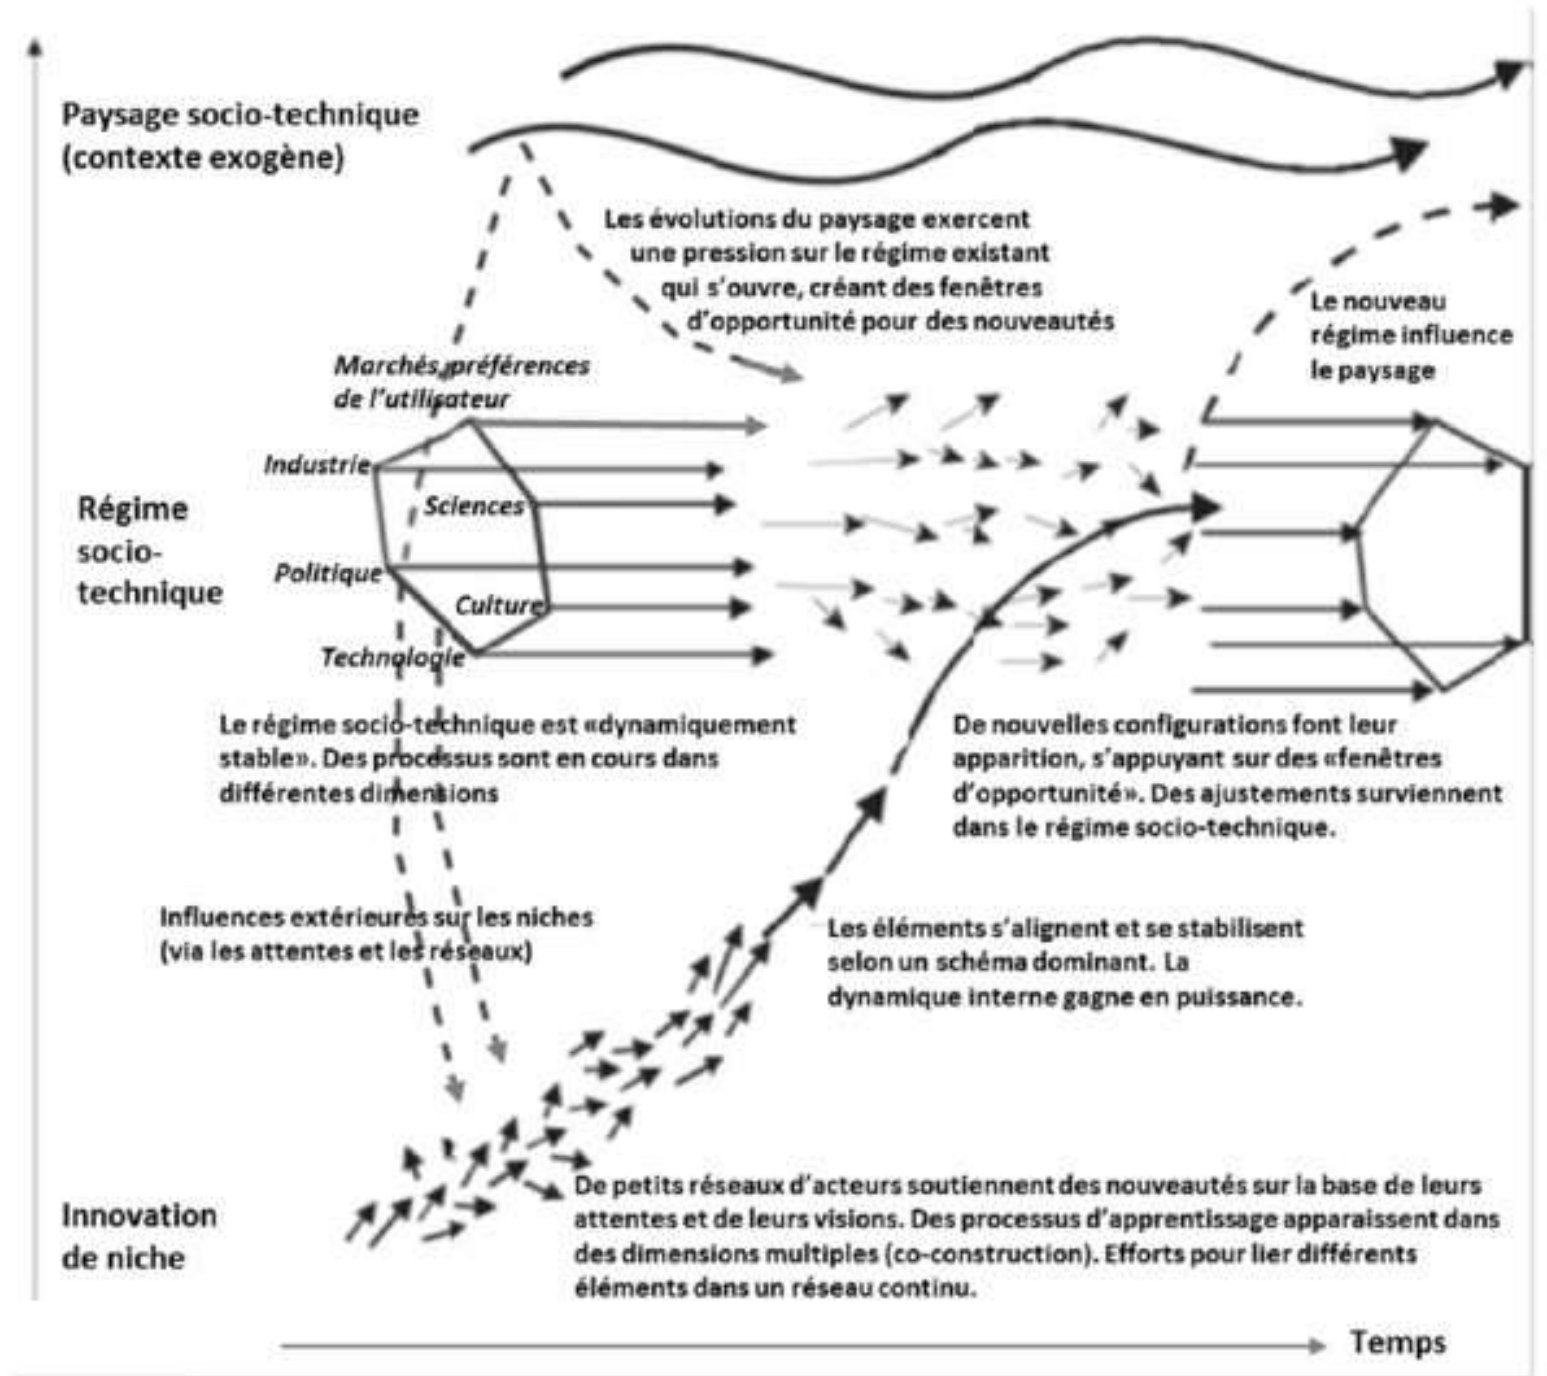 Paysage socio-technique
(contexte exogène)
Les évolutions du paysage exercent
une pression sur le régime existant
qui s’ouvre, créant des fenêtres
d’opportunité pour des nouveautés
Le nouveau
régime influence
le paysage
Marchés, préférences
de l’utilisateur
Industrie
Sciences
Régime
socio-
technique
Politique
Culture
Technologie
Le régime socio-technique est «dynamiquement
stable». Des processus sont en cours dans
différentes dimensions
De nouvelles configurations font leur
apparition, s’appuyant sur des «fenêtres
d’opportunité». Des ajustements surviennent
dans le régime socio-technique.
Influences extérieures sur les niches
(via les attentes et les réseaux)
Les éléments s’alignent et se stabilisent
selon un schéma dominant. La
dynamique interne gagne en puissance.
Innovation
de niche
De petits réseaux d’acteurs soutiennent des nouveautés sur la base de leurs
attentes et de leurs visions. Des processus d’apprentissage apparaissent dans
des dimensions multiples (co-construction). Efforts pour lier différents
éléments dans un réseau continu.
Temps